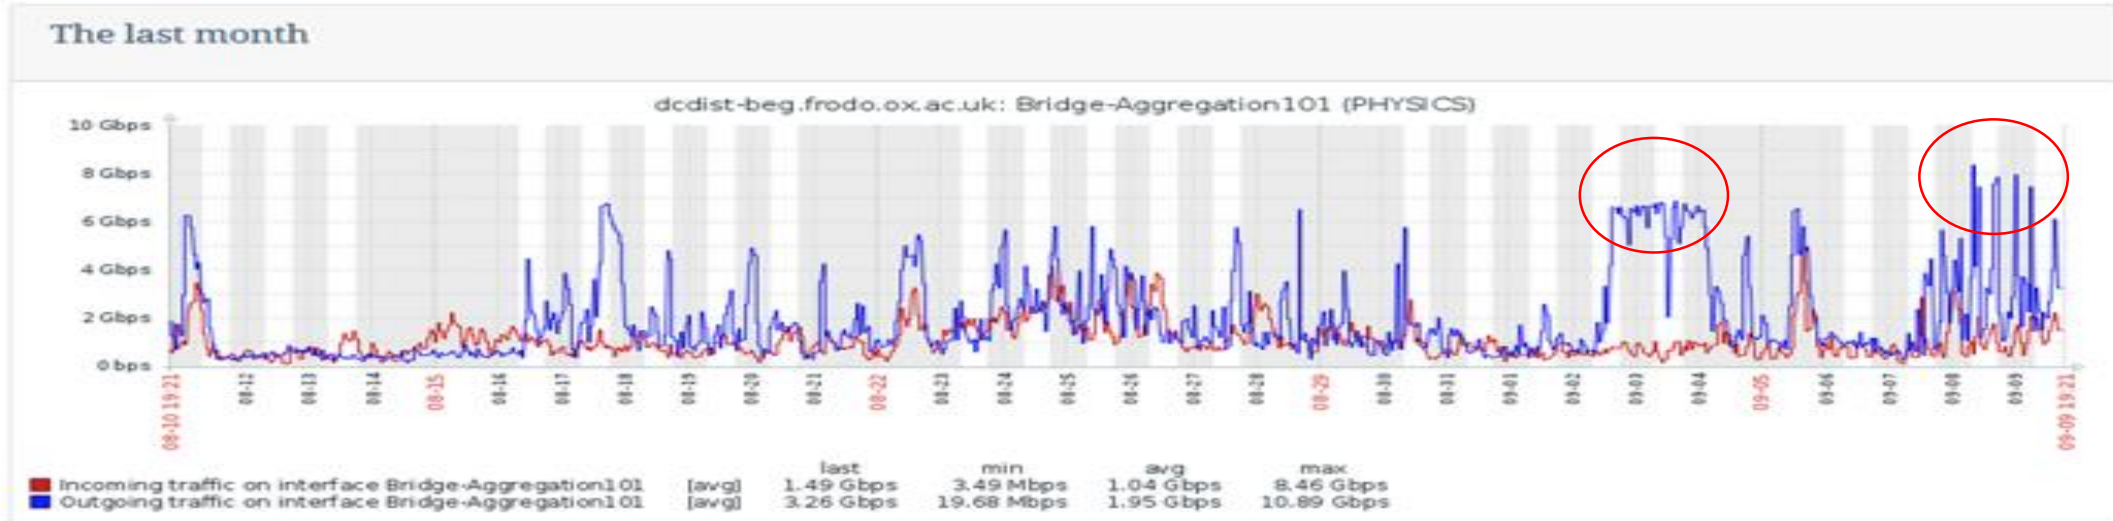 The last month
dcdist-beg.frodo.ox.ac.uk: Bridge-Aggregation101 (PHYSICS)
10 Gbps
8 Gbps
6 Gbps
4 Gbps
2 Gbps
0 bps
08-10 19:21
08-12
08-13
08-14
08-15
08-16
08-17
08-18
08-19
08-20
08-21
08-22
08-23
08-24
08-25
08-26
08-27
08-28
08-29
08-30
08-31
09-01
09-02
09-03
09-04
09-05
09-06
09-07
09-08
09-09
09-09 19:21
last min avg max
Incoming traffic on interface Bridge-Aggregation101 [avg] 1.49 Gbps 3.49 Mbps 1.04 Gbps 8.46 Gbps
Outgoing traffic on interface Bridge-Aggregation101 [avg] 3.26 Gbps 19.68 Mbps 1.95 Gbps 10.89 Gbps